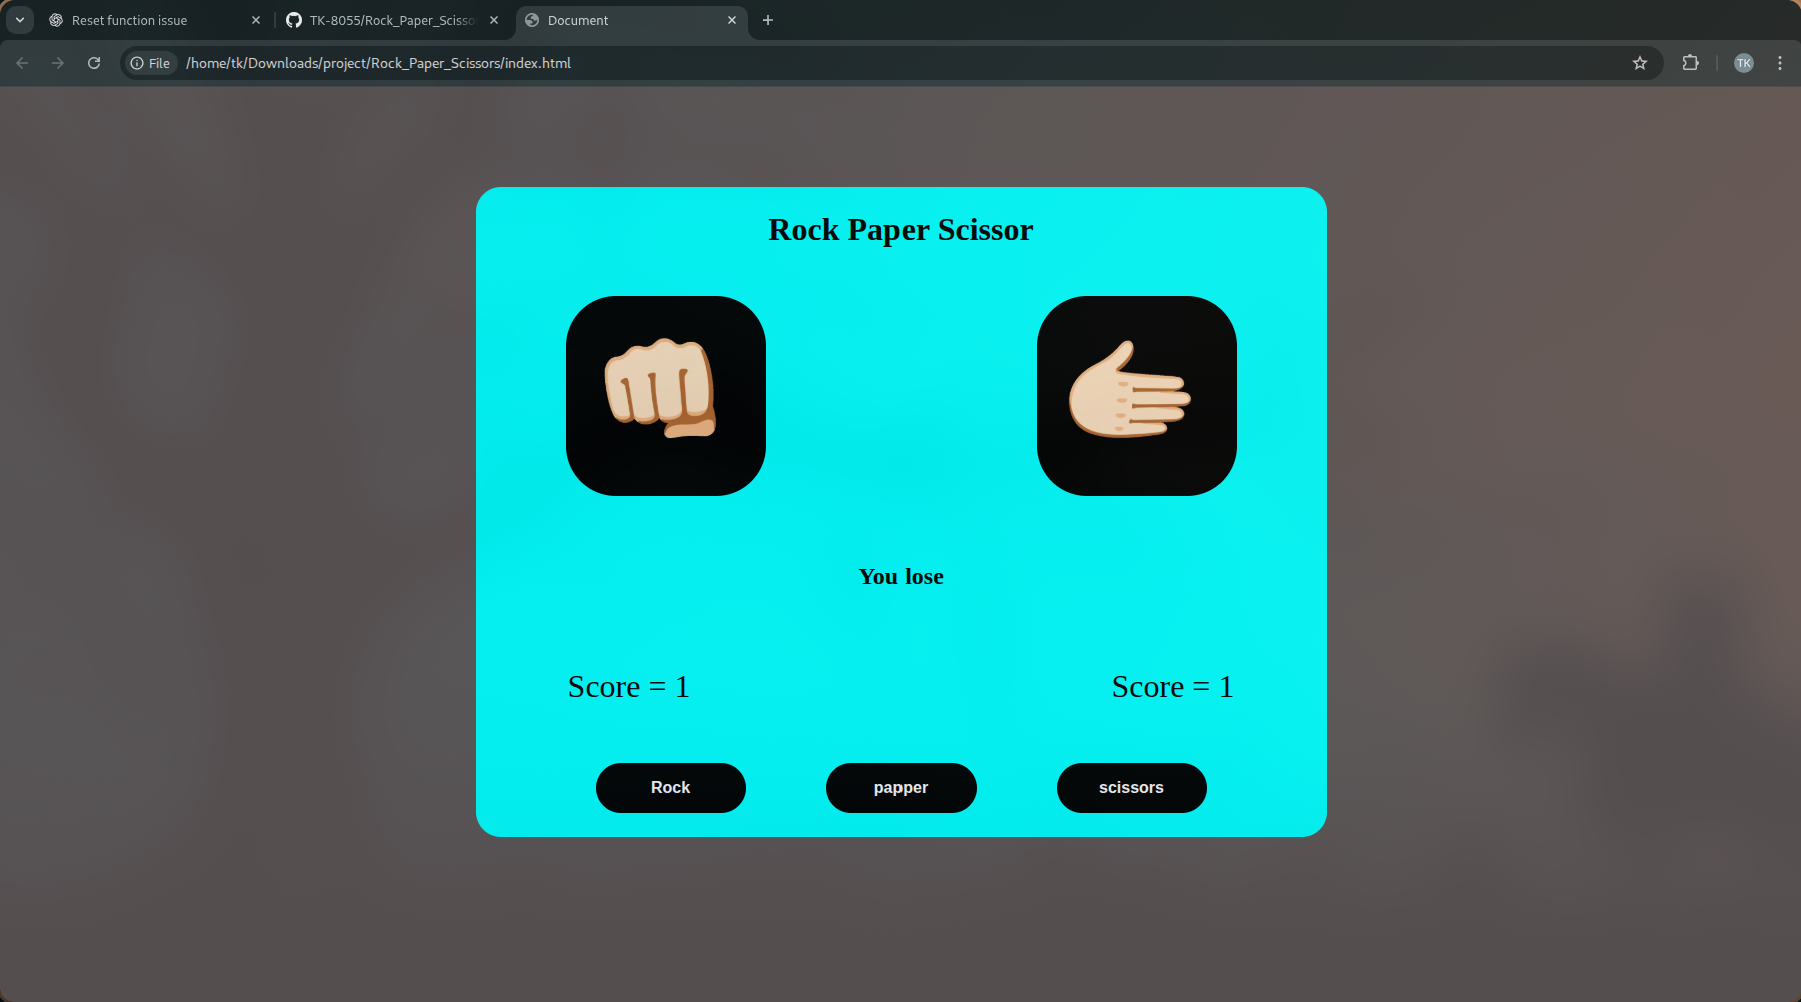 Reset function issue
TK-8055/Rock_Paper_Scisso
Document
File
/home/tk/Downloads/project/Rock_Paper_Scissors/index.html
TK
Rock Paper Scissor
You lose
Score = 1
Score = 1
Rock
papper
scissors